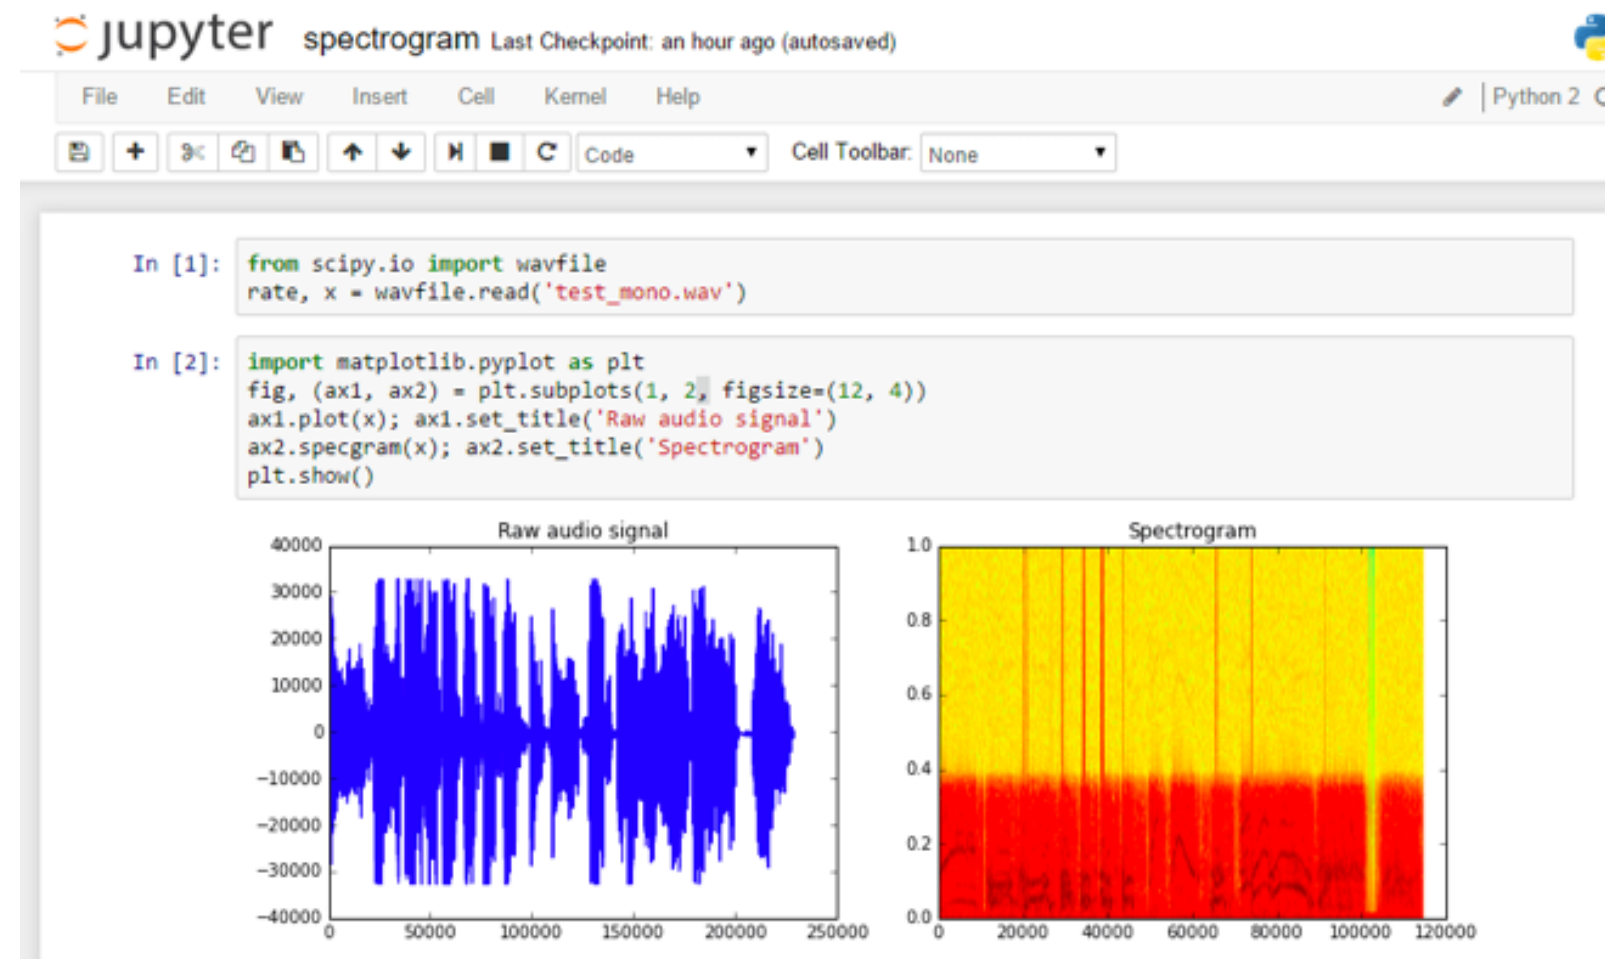 jupyter spectrogram Last Checkpoint: an hour ago (autosaved)
File Edit View Insert Cell Kernel Help Python 2
Code Cell Toolbar: None
In [1]: from scipy.io import wavfile
rate, x = wavfile.read('test_mono.wav')
In [2]: import matplotlib.pyplot as plt
fig, (ax1, ax2) = plt.subplots(1, 2, figsize=(12, 4))
ax1.plot(x); ax1.set_title('Raw audio signal')
ax2.specgram(x); ax2.set_title('Spectrogram')
plt.show()
Raw audio signal
40000
30000
20000
10000
0
−10000
−20000
−30000
−40000
0 50000 100000 150000 200000 250000
Spectrogram
1.0
0.8
0.6
0.4
0.2
0.0
0 20000 40000 60000 80000 100000 120000